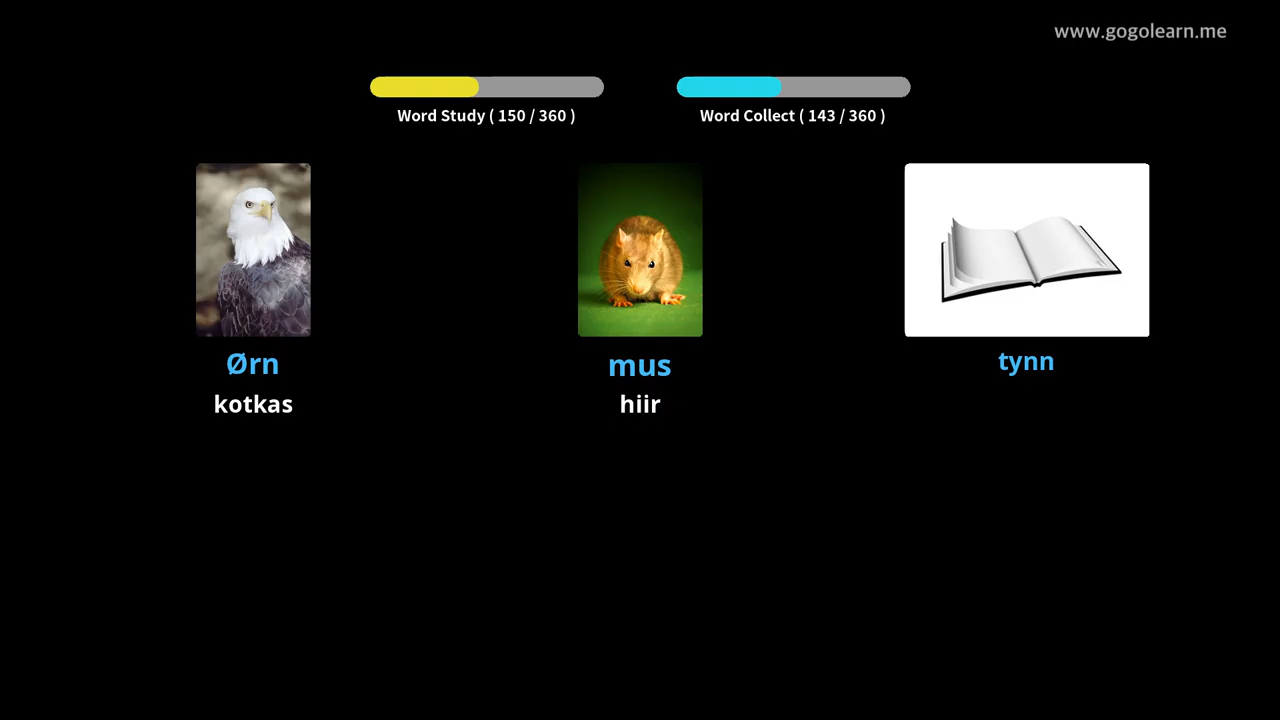 www.gogolearn.me
Word Study ( 150 / 360 )
Word Collect ( 143 / 360 )
Ørn
mus
tynn
kotkas
hiir